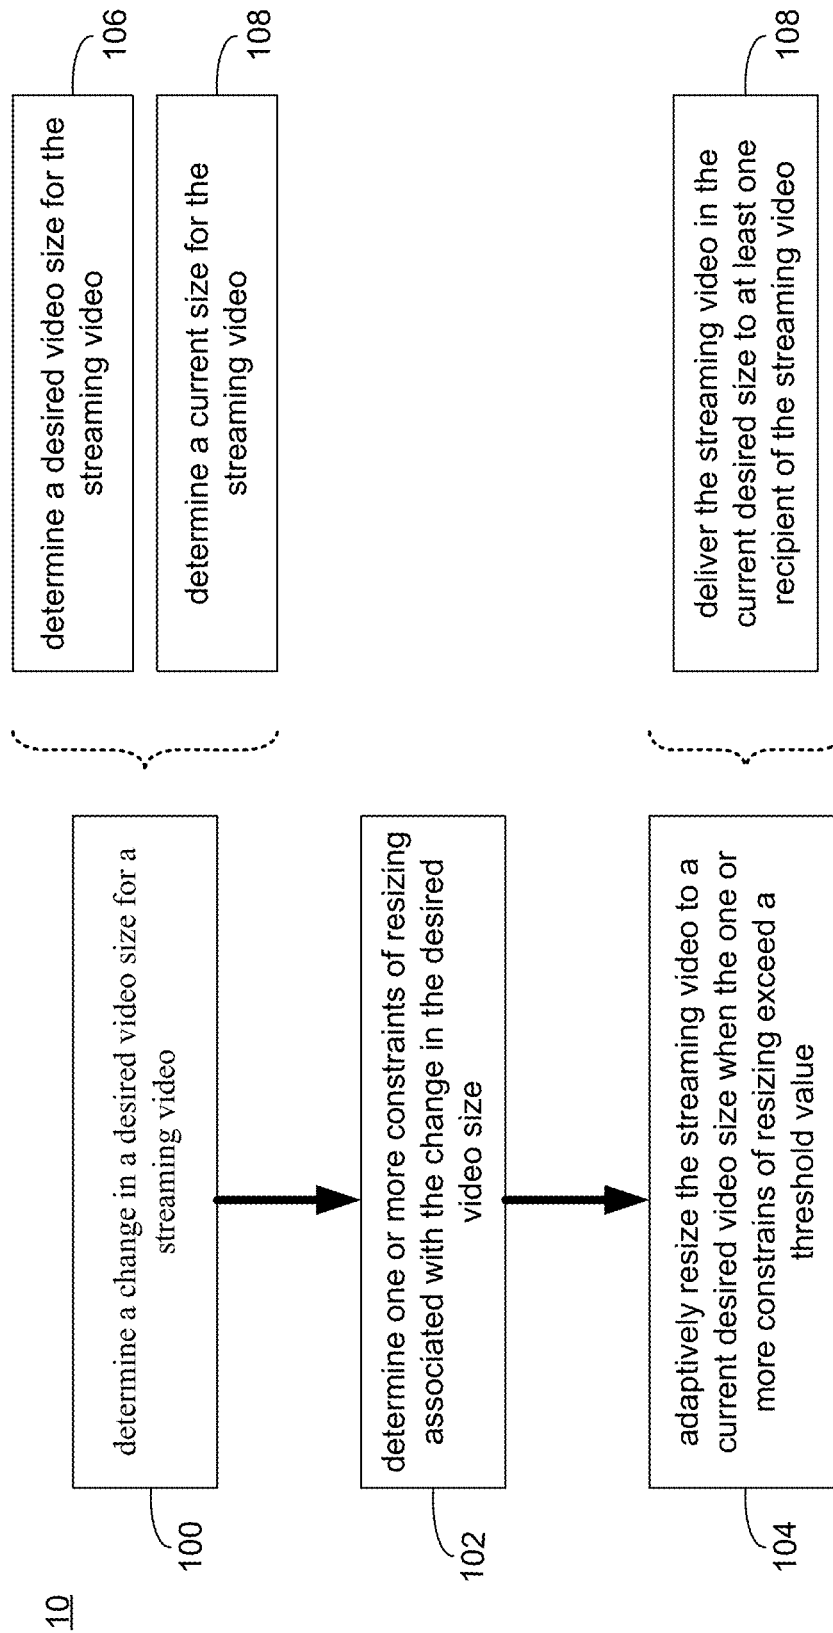 10
100
determine a change in a desired video size for a
streaming video
106
determine a desired video size for the
streaming video
108
determine a current size for the
streaming video
102
determine one or more constraints of resizing
associated with the change in the desired
video size
104
adaptively resize the streaming video to a
current desired video size when the one or
more constrains of resizing exceed a
threshold value
108
deliver the streaming video in the
current desired size to at least one
recipient of the streaming video